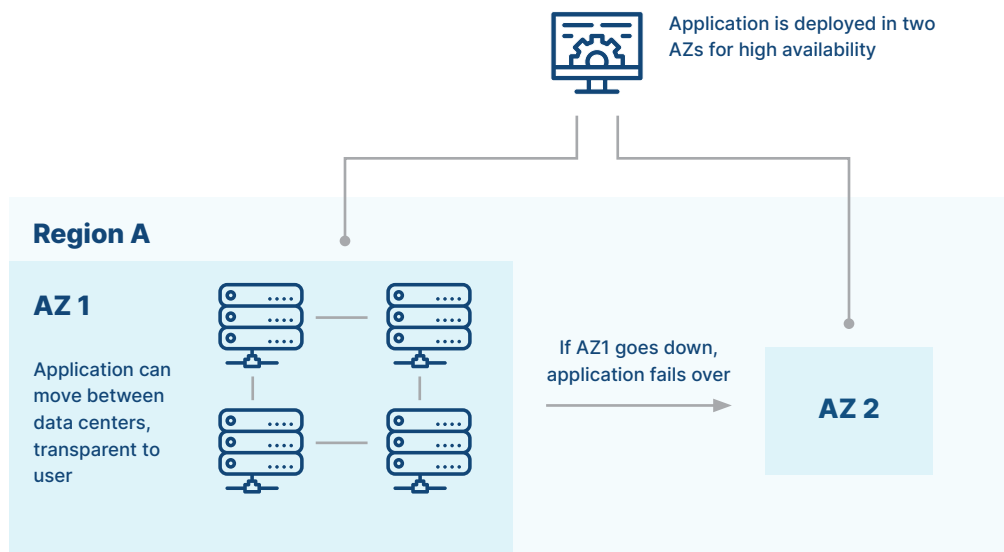 Application is deployed in two
AZs for high availability
Region A
AZ 1
Application can
move between
data centers,
transparent to
user
If AZ1 goes down,
application fails over
AZ 2